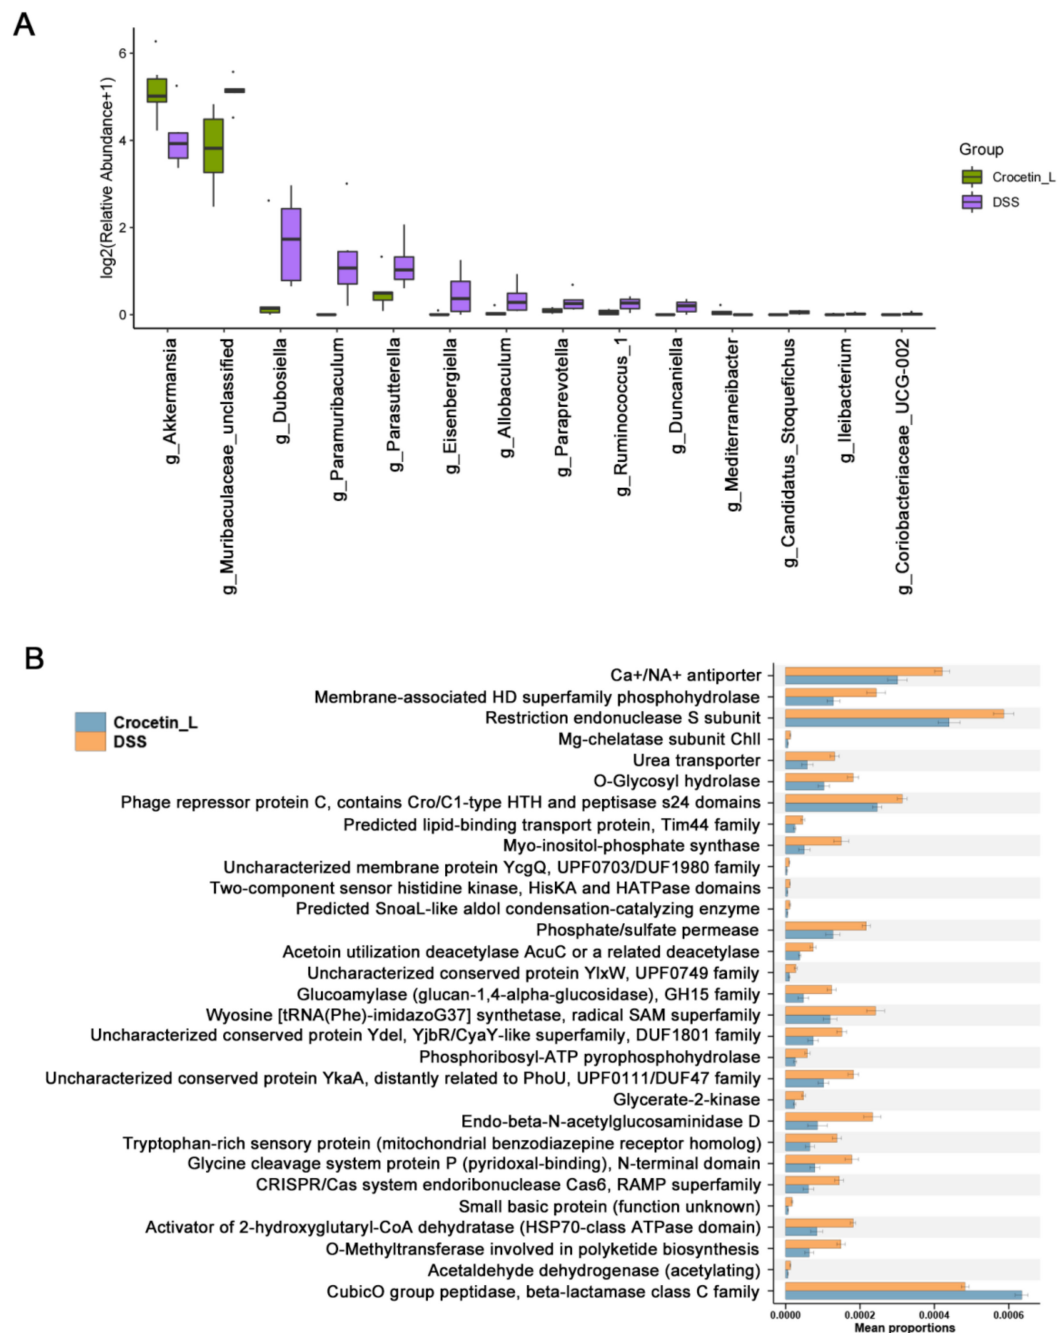 A
log2(Relative Abundance+1)
6
4
2
0
Group
Crocetin_L
DSS
g_Akkermansia
g_Muribaculaceae_unclassified
g_Dubosiella
g_Paramuribaculum
g_Parasutterella
g_Eisenbergiella
g_Allobaculum
g_Paraprevotella
g_Ruminococcus_1
g_Duncaniella
g_Mediterraneibacter
g_Candidatus_Stoquefichus
g_Ileibacterium
g_Coriobacteriaceae_UCG-002
B
Crocetin_L
DSS
Ca+/NA+ antiporter
Membrane-associated HD superfamily phosphohydrolase
Restriction endonuclease S subunit
Mg-chelatase subunit ChlI
Urea transporter
O-Glycosyl hydrolase
Phage repressor protein C, contains Cro/C1-type HTH and peptisase s24 domains
Predicted lipid-binding transport protein, Tim44 family
Myo-inositol-phosphate synthase
Uncharacterized membrane protein YcgQ, UPF0703/DUF1980 family
Two-component sensor histidine kinase, HisKA and HATPase domains
Predicted SnoaL-like aldol condensation-catalyzing enzyme
Phosphate/sulfate permease
Acetoin utilization deacetylase AcuC or a related deacetylase
Uncharacterized conserved protein YlxW, UPF0749 family
Glucoamylase (glucan-1,4-alpha-glucosidase), GH15 family
Wyosine [tRNA(Phe)-imidazoG37] synthetase, radical SAM superfamily
Uncharacterized conserved protein YdeI, YjbR/CyaY-like superfamily, DUF1801 family
Phosphoribosyl-ATP pyrophosphohydrolase
Uncharacterized conserved protein YkaA, distantly related to PhoU, UPF0111/DUF47 family
Glycerate-2-kinase
Endo-beta-N-acetylglucosaminidase D
Tryptophan-rich sensory protein (mitochondrial benzodiazepine receptor homolog)
Glycine cleavage system protein P (pyridoxal-binding), N-terminal domain
CRISPR/Cas system endoribonuclease Cas6, RAMP superfamily
Small basic protein (function unknown)
Activator of 2-hydroxyglutaryl-CoA dehydratase (HSP70-class ATPase domain)
O-Methyltransferase involved in polyketide biosynthesis
Acetaldehyde dehydrogenase (acetylating)
CubicO group peptidase, beta-lactamase class C family
0.0000 0.0002 0.0004 0.0006
Mean proportions